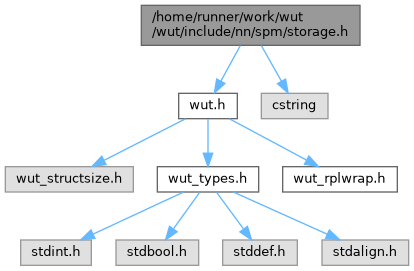 /home/runner/work/wut
/wut/include/nn/spm/storage.h
wut.h
cstring
wut_structsize.h
wut_types.h
wut_rplwrap.h
stdint.h
stdbool.h
stddef.h
stdalign.h